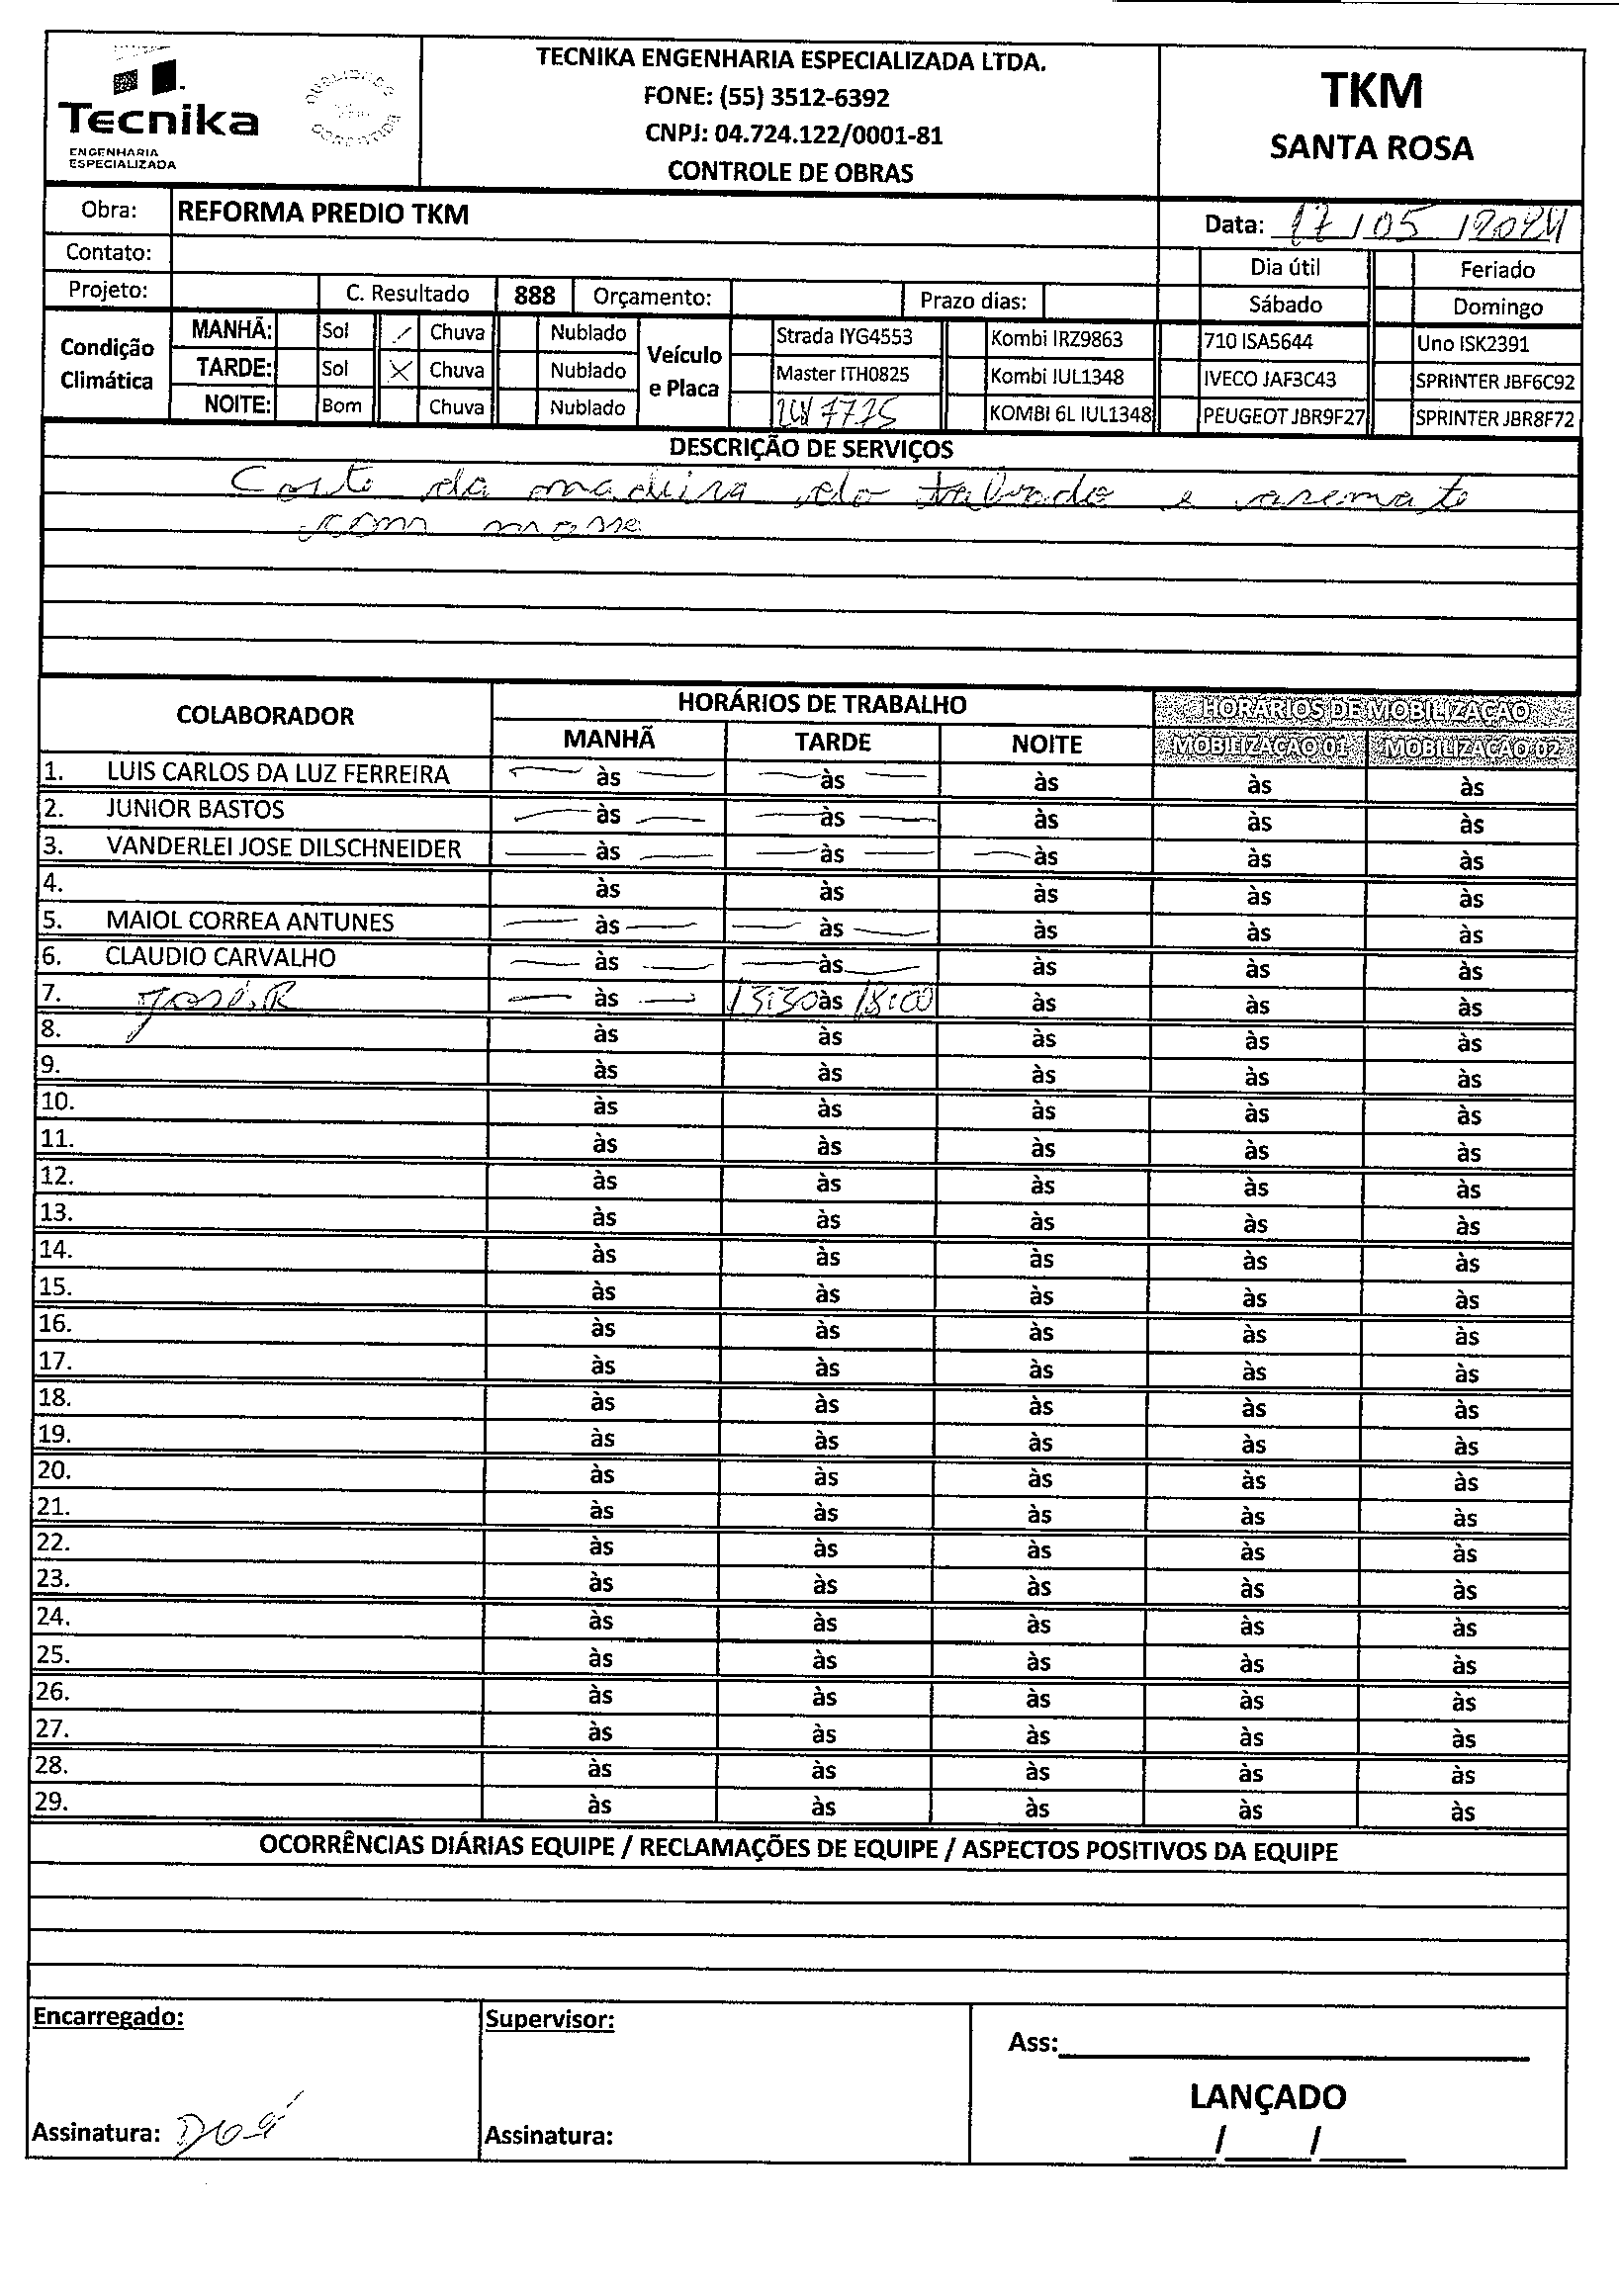 Tecnika
ENGENHARIA
ESPECIALIZADA
TECNIKA ENGENHARIA ESPECIALIZADA LTDA.
FONE: (55) 3512-6392
CNPJ: 04.724.122/0001-81
CONTROLE DE OBRAS
TKM
SANTA ROSA
Obra: REFORMA PREDIO TKM
Data: 17/05/2024
Contato:
Dia útil Feriado
Projeto: C. Resultado 888 Orçamento: Prazo dias: Sábado Domingo
Condição Climática
MANHÃ: Sol / Chuva Nublado
TARDE: Sol X Chuva Nublado
NOITE: Bom Chuva Nublado
Veículo e Placa
Strada IYG4553 Kombi IRZ9863 710 ISA5644 Uno ISK2391
Master ITH0825 Kombi IUL1348 IVECO JAF3C43 SPRINTER JBF6C92
7775 KOMBI 6L IUL1348 PEUGEOT JBR9F27 SPRINTER JBR8F72
DESCRIÇÃO DE SERVIÇOS
Corte da madeira do talvado e aremate
com masse
COLABORADOR HORÁRIOS DE TRABALHO HORÁRIOS DE MOBILIZAÇÃO
MANHÃ TARDE NOITE MOBILIZAÇÃO 01 MOBILIZAÇÃO 02
1. LUIS CARLOS DA LUZ FERREIRA — às — — às — às às às
2. JUNIOR BASTOS — às — — às — às às às
3. VANDERLEI JOSE DILSCHNEIDER — às — — às — — às às às
4. às às às às às
5. MAIOL CORREA ANTUNES — às — — às — às às às
6. CLAUDIO CARVALHO — às — — às — às às às
7. José R — às — 13:30 às 18:00 às às às
8. às às às às às
9. às às às às às
10. às às às às às
11. às às às às às
12. às às às às às
13. às às às às às
14. às às às às às
15. às às às às às
16. às às às às às
17. às às às às às
18. às às às às às
19. às às às às às
20. às às às às às
21. às às às às às
22. às às às às às
23. às às às às às
24. às às às às às
25. às às às às às
26. às às às às às
27. às às às às às
28. às às às às às
29. às às às às às
OCORRÊNCIAS DIÁRIAS EQUIPE / RECLAMAÇÕES DE EQUIPE / ASPECTOS POSITIVOS DA EQUIPE
Encarregado: Supervisor:
Ass:
LANÇADO
Assinatura: Assinatura:
/ /